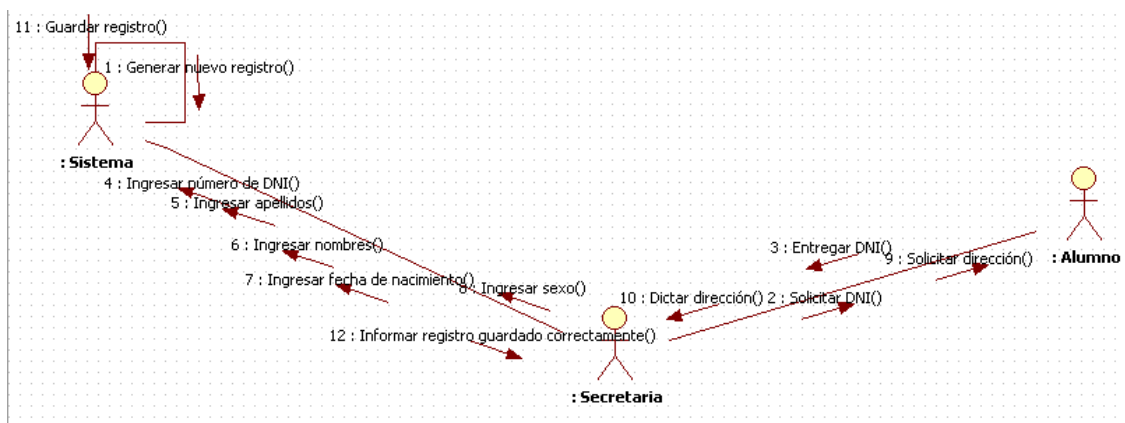 11 : Guardar registro()
1 : Generar nuevo registro()
: Sistema
4 : Ingresar número de DNI()
5 : Ingresar apellidos()
6 : Ingresar nombres()
3 : Entregar DNI()
9 : Solicitar dirección()
: Alumno
7 : Ingresar fecha de nacimiento()
8 : Ingresar sexo()
10 : Dictar dirección()
2 : Solicitar DNI()
12 : Informar registro guardado correctamente()
: Secretaria